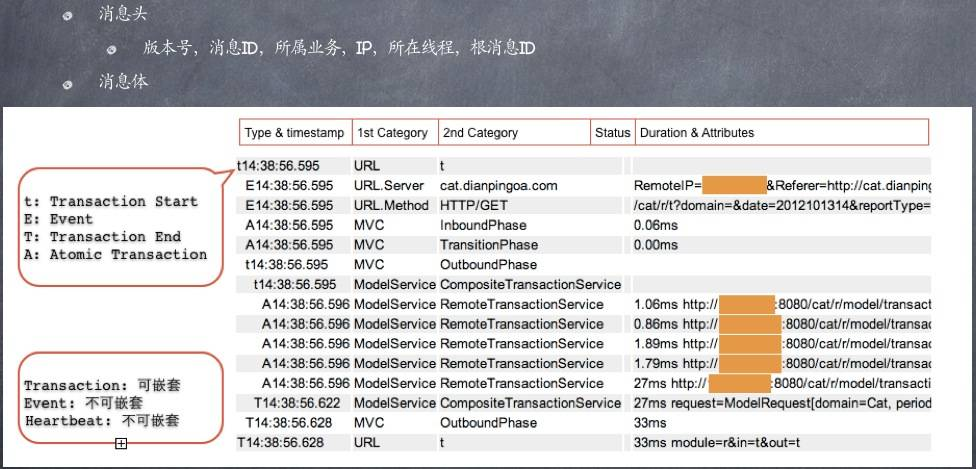 消息头
版本号，消息ID，所属业务，IP，所在线程，根消息ID
消息体
Type & timestamp 1st Category 2nd Category Status Duration & Attributes
t14:38:56.595 URL t
E14:38:56.595 URL.Server cat.dianpingoa.com RemoteIP= &Referer=http://cat.dianping
E14:38:56.595 URL.Method HTTP/GET /cat/r/t?domain=&date=2012101314&reportType=
A14:38:56.595 MVC InboundPhase 0.06ms
A14:38:56.595 MVC TransitionPhase 0.00ms
t14:38:56.595 MVC OutboundPhase
t14:38:56.595 ModelService CompositeTransactionService
A14:38:56.596 ModelService RemoteTransactionService 1.06ms http:// :8080/cat/r/model/transact
A14:38:56.596 ModelService RemoteTransactionService 0.86ms http:// :8080/cat/r/model/transac
A14:38:56.596 ModelService RemoteTransactionService 1.89ms http:// :8080/cat/r/model/transac
A14:38:56.596 ModelService RemoteTransactionService 1.79ms http:// :8080/cat/r/model/transac
A14:38:56.596 ModelService RemoteTransactionService 27ms http:// :8080/cat/r/model/transacti
T14:38:56.622 ModelService CompositeTransactionService 27ms request=ModelRequest[domain=Cat, period
T14:38:56.628 MVC OutboundPhase 33ms
T14:38:56.628 URL t 33ms module=r&in=t&out=t
t: Transaction Start
E: Event
T: Transaction End
A: Atomic Transaction
Transaction: 可嵌套
Event: 不可嵌套
Heartbeat: 不可嵌套